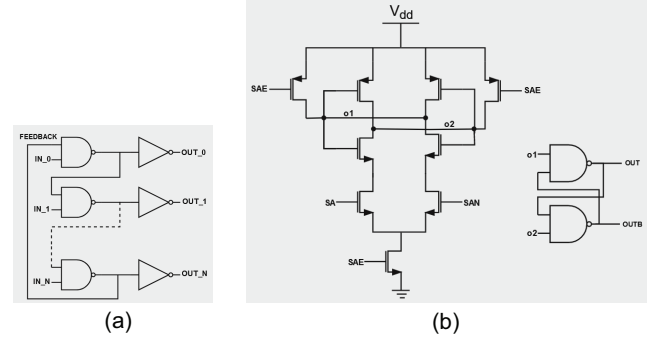 FEEDBACK
IN_0
OUT_0
IN_1
OUT_1
IN_N
OUT_N
(a)
Vdd
SAE
SAE
o1
o2
SA
SAN
SAE
o1
OUT
o2
OUTB
(b)